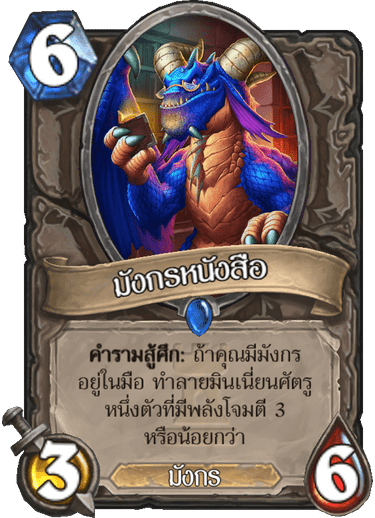 6
มังกรหนังสือ
คำรามสู้ศึก: ถ้าคุณมีมังกร
อยู่ในมือ ทำลายมินเนี่ยนศัตรู
หนึ่งตัวที่มีพลังโจมตี 3
หรือน้อยกว่า
3
มังกร
6